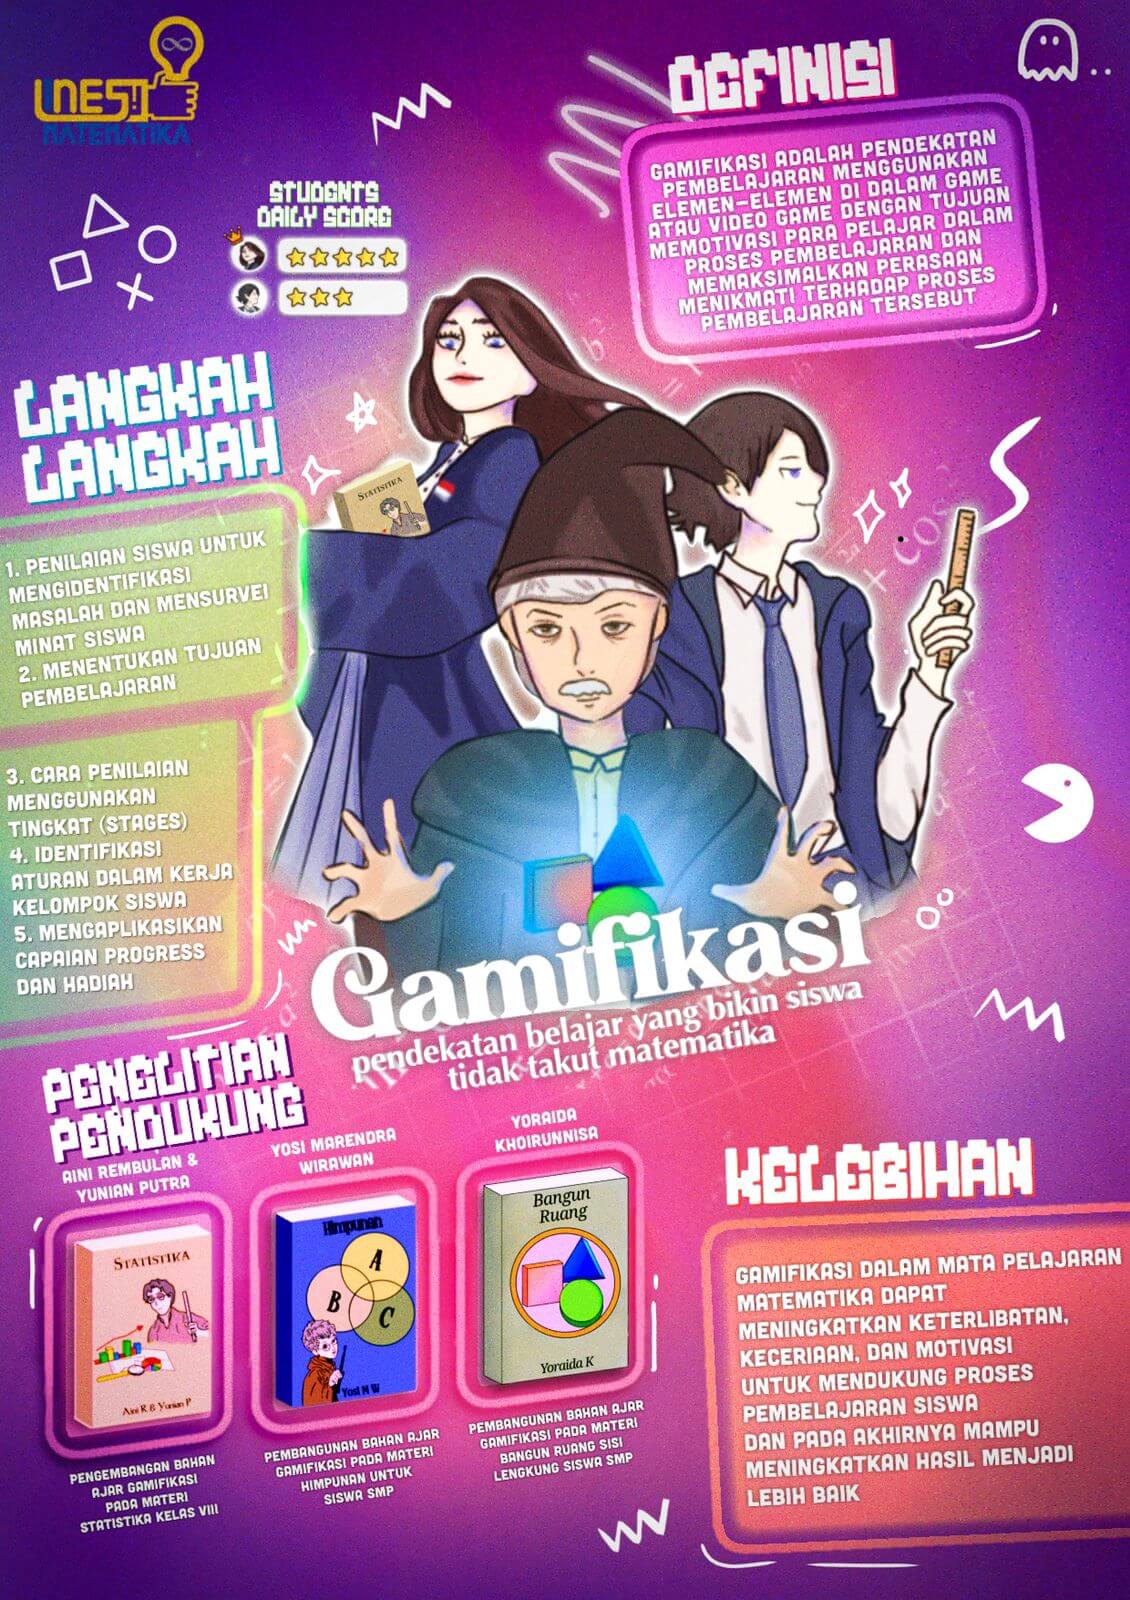 UNESJ
MATEMATIKA
DEFINISI
GAMIFIKASI ADALAH PENDEKATAN
PEMBELAJARAN MENGGUNAKAN
ELEMEN-ELEMEN DI DALAM GAME
ATAU VIDEO GAME DENGAN TUJUAN
MEMOTIVASI PARA PELAJAR DALAM
PROSES PEMBELAJARAN DAN
MEMAKSIMALKAN PERASAAN
MENIKMATI TERHADAP PROSES
PEMBELAJARAN TERSEBUT
STUDENTS
DAILY SCORE
LANGKAH
LANGKAH
1. PENILAIAN SISWA UNTUK
MENGIDENTIFIKASI
MASALAH DAN MENSURVEI
MINAT SISWA
2. MENENTUKAN TUJUAN
PEMBELAJARAN
3. CARA PENILAIAN
MENGGUNAKAN
TINGKAT (STAGES)
4. IDENTIFIKASI
ATURAN DALAM KERJA
KELOMPOK SISWA
5. MENGAPLIKASIKAN
CAPAIAN PROGRESS
DAN HADIAH
STATISTIKA
Gamifikasi
pendekatan belajar yang bikin siswa
tidak takut matematika
PENELITIAN
PENDUKUNG
AINI REMBULAN &
YUNIAN PUTRA
STATISTIKA
Aini R & Yunian P
PENGEMBANGAN BAHAN
AJAR GAMIFIKASI
PADA MATERI
STATISTIKA KELAS VIII
YOSI MARENDRA
WIRAWAN
Himpunan
A
B
C
Yosi M W
PEMBANGUNAN BAHAN AJAR
GAMIFIKASI PADA MATERI
HIMPUNAN UNTUK
SISWA SMP
YORAIDA
KHOIRUNNISA
Bangun
Ruang
Yoraida K
PEMBANGUNAN BAHAN AJAR
GAMIFIKASI PADA MATERI
BANGUN RUANG SISI
LENGKUNG SISWA SMP
KELEBIHAN
GAMIFIKASI DALAM MATA PELAJARAN
MATEMATIKA DAPAT
MENINGKATKAN KETERLIBATAN,
KECERIAAN, DAN MOTIVASI
UNTUK MENDUKUNG PROSES
PEMBELAJARAN SISWA
DAN PADA AKHIRNYA MAMPU
MENINGKATKAN HASIL MENJADI
LEBIH BAIK